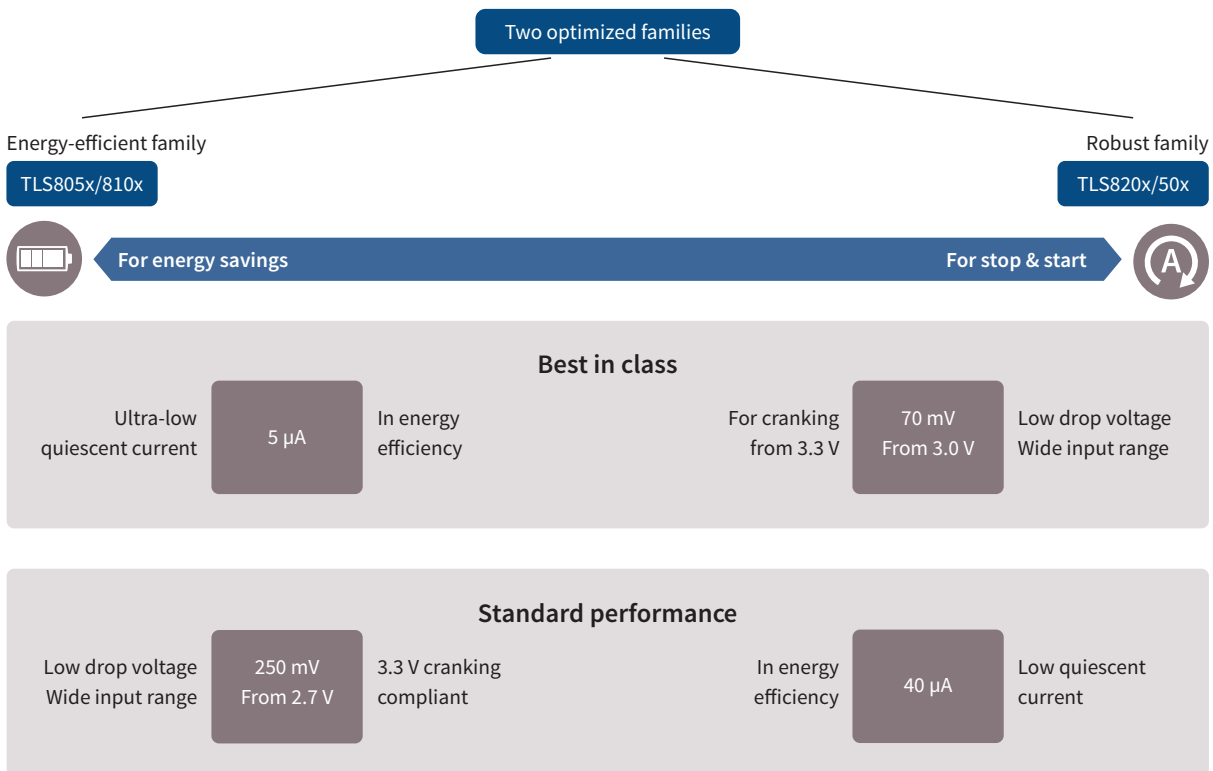 Two optimized families
Energy-efficient family
Robust family
TLS805x/810x
TLS820x/50x
For energy savings
For stop & start
A
Best in class
Ultra-low
quiescent current
5 µA
In energy
efficiency
For cranking
from 3.3 V
70 mV
From 3.0 V
Low drop voltage
Wide input range
Standard performance
Low drop voltage
Wide input range
250 mV
From 2.7 V
3.3 V cranking
compliant
In energy
efficiency
40 µA
Low quiescent
current